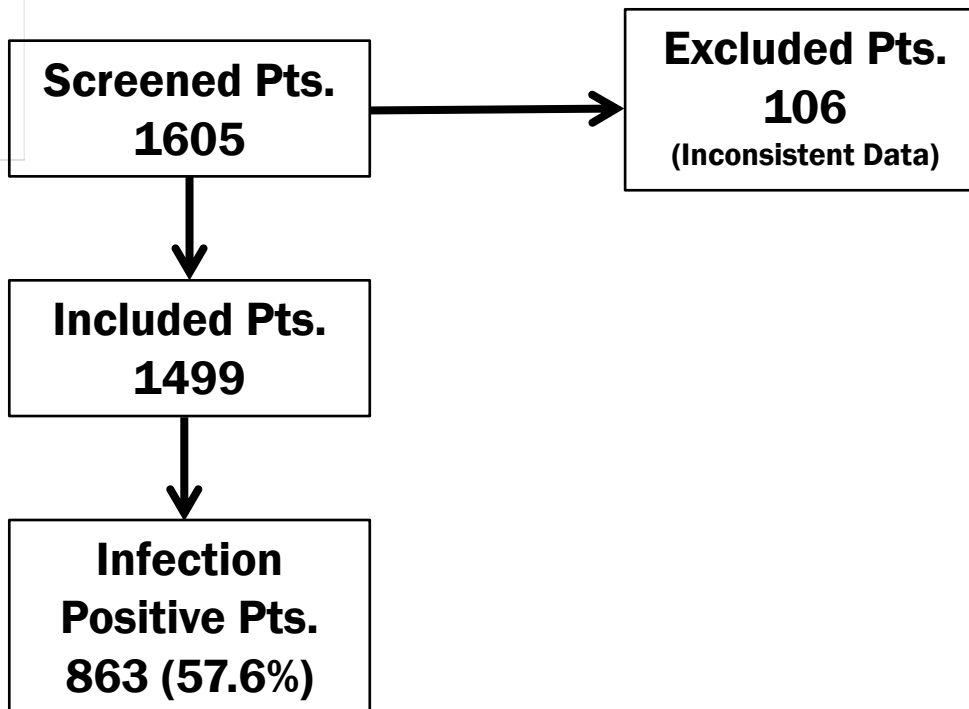 Screened Pts.
1605
Excluded Pts.
106
(Inconsistent Data)
Included Pts.
1499
Infection
Positive Pts.
863 (57.6%)